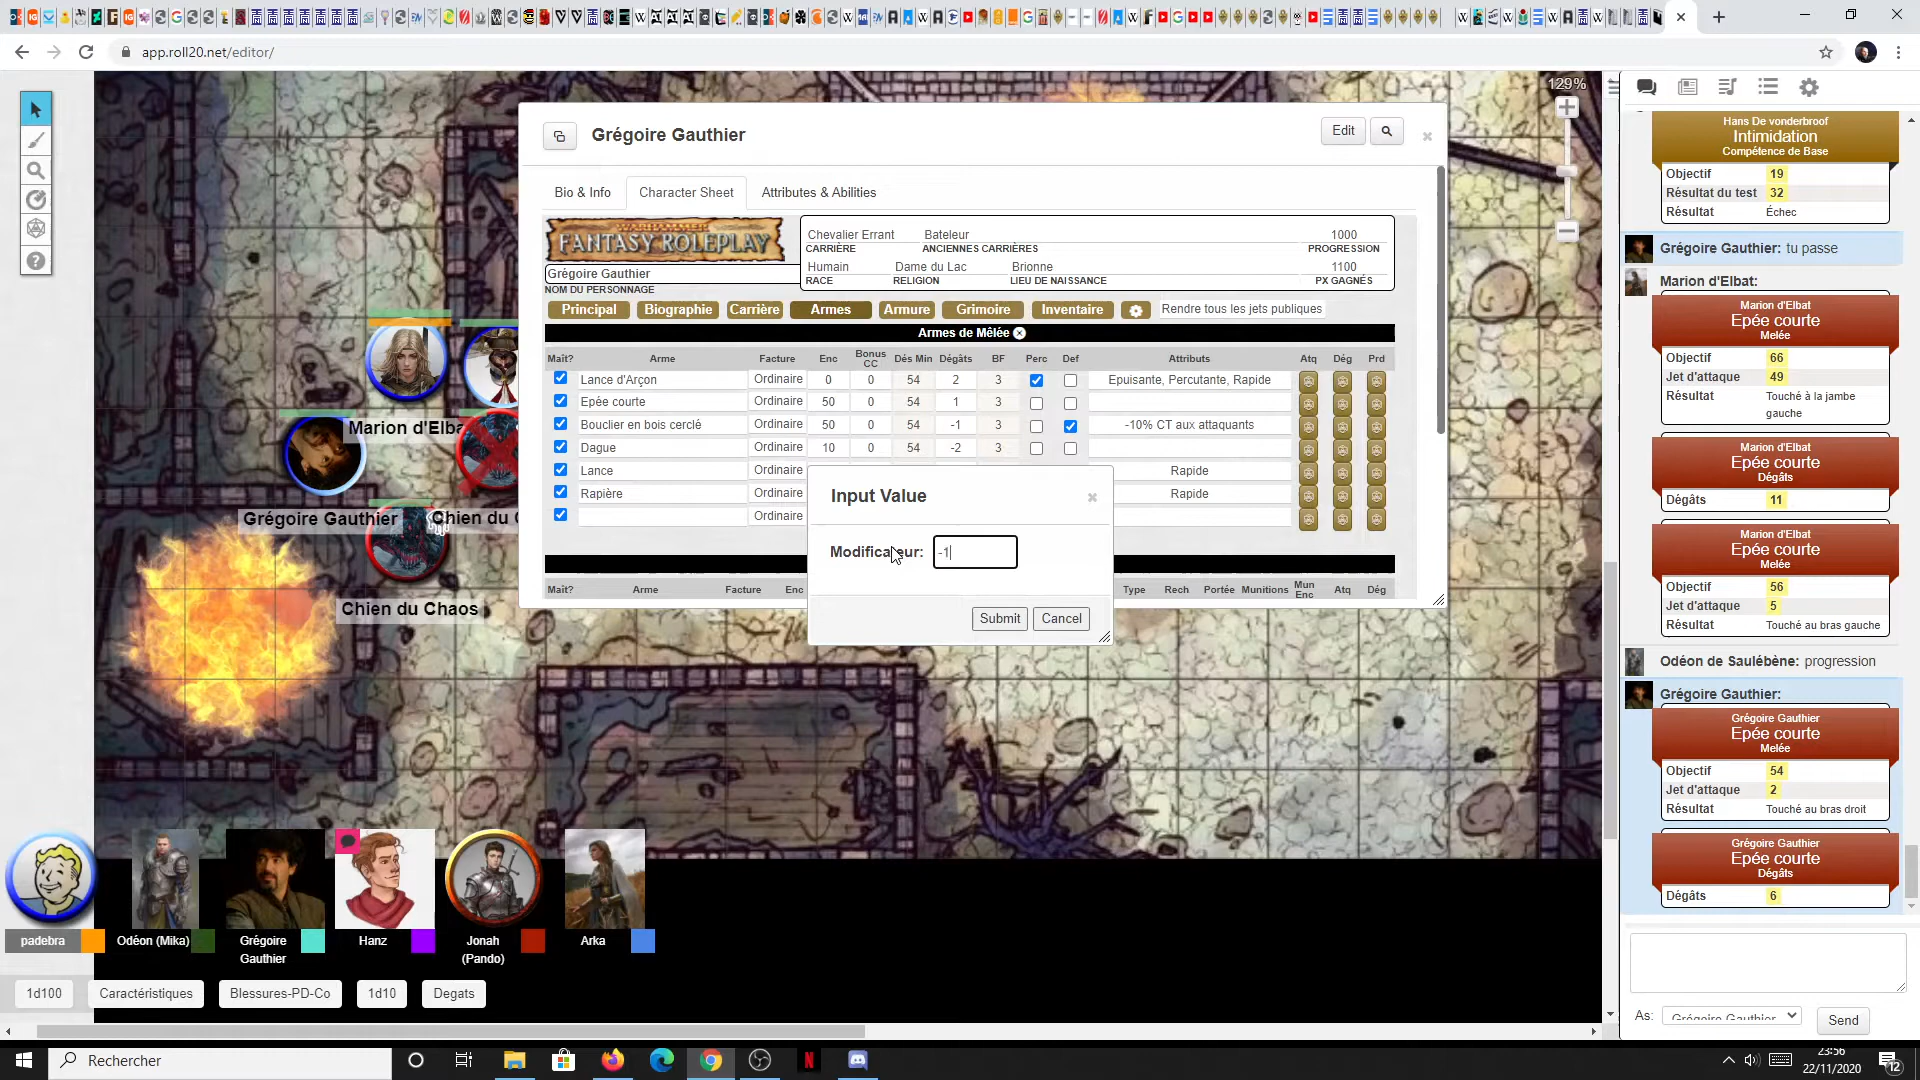 app.roll20.net/editor/
129%
Grégoire Gauthier
Edit
Bio & Info
Character Sheet
Attributes & Abilities
WARHAMMER
FANTASY ROLEPLAY
Chevalier Errant
Bateleur
1000
CARRIÈRE
ANCIENNES CARRIÈRES
PROGRESSION
Humain
Dame du Lac
Brionne
1100
RACE
RELIGION
LIEU DE NAISSANCE
PX GAGNÉS
Grégoire Gauthier
NOM DU PERSONNAGE
Principal
Biographie
Carrière
Armes
Armure
Grimoire
Inventaire
Rendre tous les jets publiques
Armes de Mêlée
Maît? Arme Facture Enc Bonus CC Dés Min Dégâts BF Perc Def Attributs Atq Dég Prd
Lance d'Arçon Ordinaire 0 0 54 2 3 Epuisante, Percutante, Rapide
Epée courte Ordinaire 50 0 54 1 3
Bouclier en bois cerclé Ordinaire 50 0 54 -1 3 -10% CT aux attaquants
Dague Ordinaire 10 0 54 -2 3
Lance Ordinaire Rapide
Rapière Ordinaire Rapide
Ordinaire
Maît? Arme Facture Enc Type Rech Portée Munitions Mun Enc Atq Dég
Input Value
Modificateur: -1
Submit
Cancel
Marion d'Elba
Grégoire Gauthier
Chien du C
Chien du Chaos
Hans De vonderbroof
Intimidation
Compétence de Base
Objectif 19
Résultat du test 32
Résultat Échec
Grégoire Gauthier: tu passe
Marion d'Elbat:
Marion d'Elbat
Epée courte
Melée
Objectif 66
Jet d'attaque 49
Résultat Touché à la jambe
gauche
Marion d'Elbat
Epée courte
Dégâts
Dégâts 11
Marion d'Elbat
Epée courte
Melée
Objectif 56
Jet d'attaque 5
Résultat Touché au bras gauche
Odéon de Saulébène: progression
Grégoire Gauthier:
Grégoire Gauthier
Epée courte
Melée
Objectif 54
Jet d'attaque 2
Résultat Touché au bras droit
Grégoire Gauthier
Epée courte
Dégâts
Dégâts 6
As: Grégoire Gauthier
Send
padebra
Odéon (Mika)
Grégoire
Gauthier
Hanz
Jonah
(Pando)
Arka
1d100
Caractéristiques
Blessures-PD-Co
1d10
Degats
Rechercher
23:56
22/11/2020
12